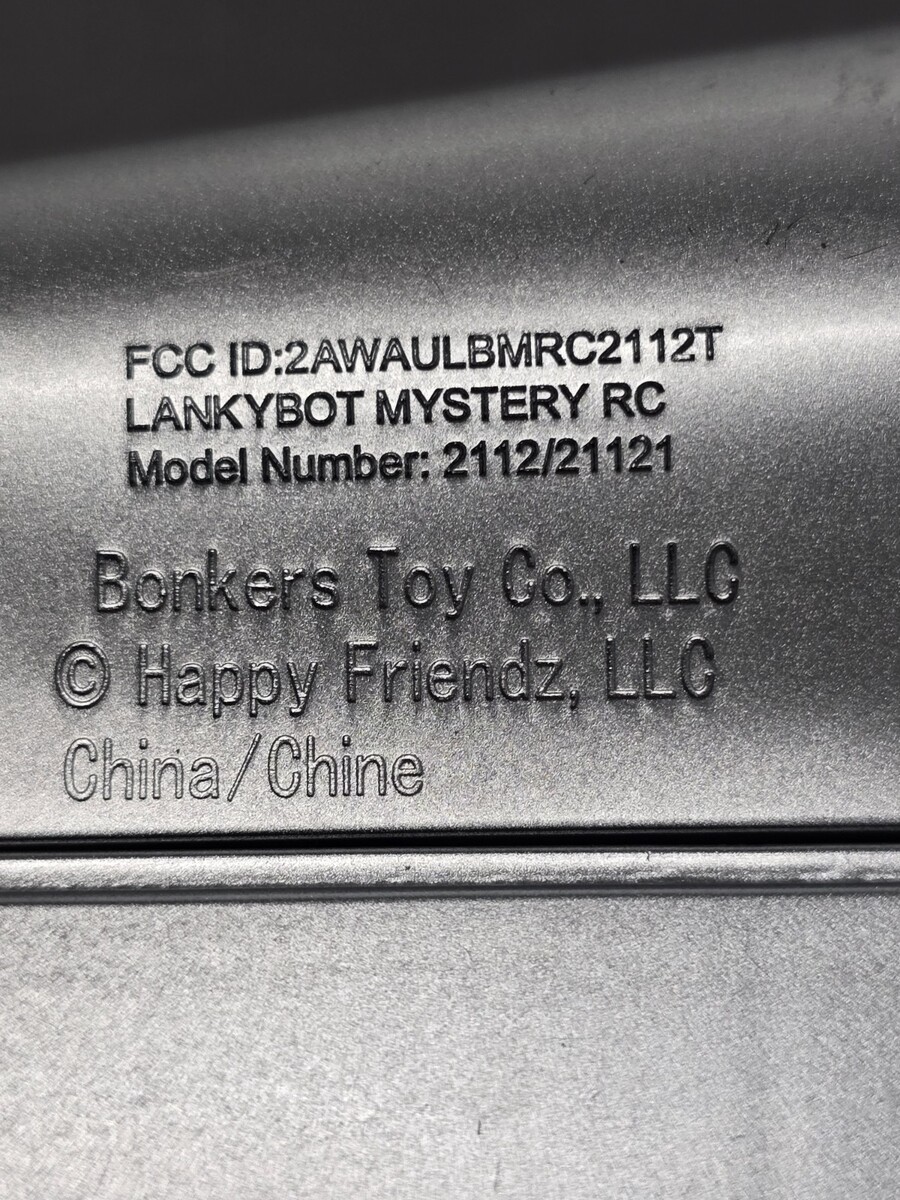 FCC ID:2AWAULBMRC2112T
LANKYBOT MYSTERY RC
Model Number: 2112/21121
Bonkers Toy Co., LLC
© Happy Friendz, LLC
China/Chine